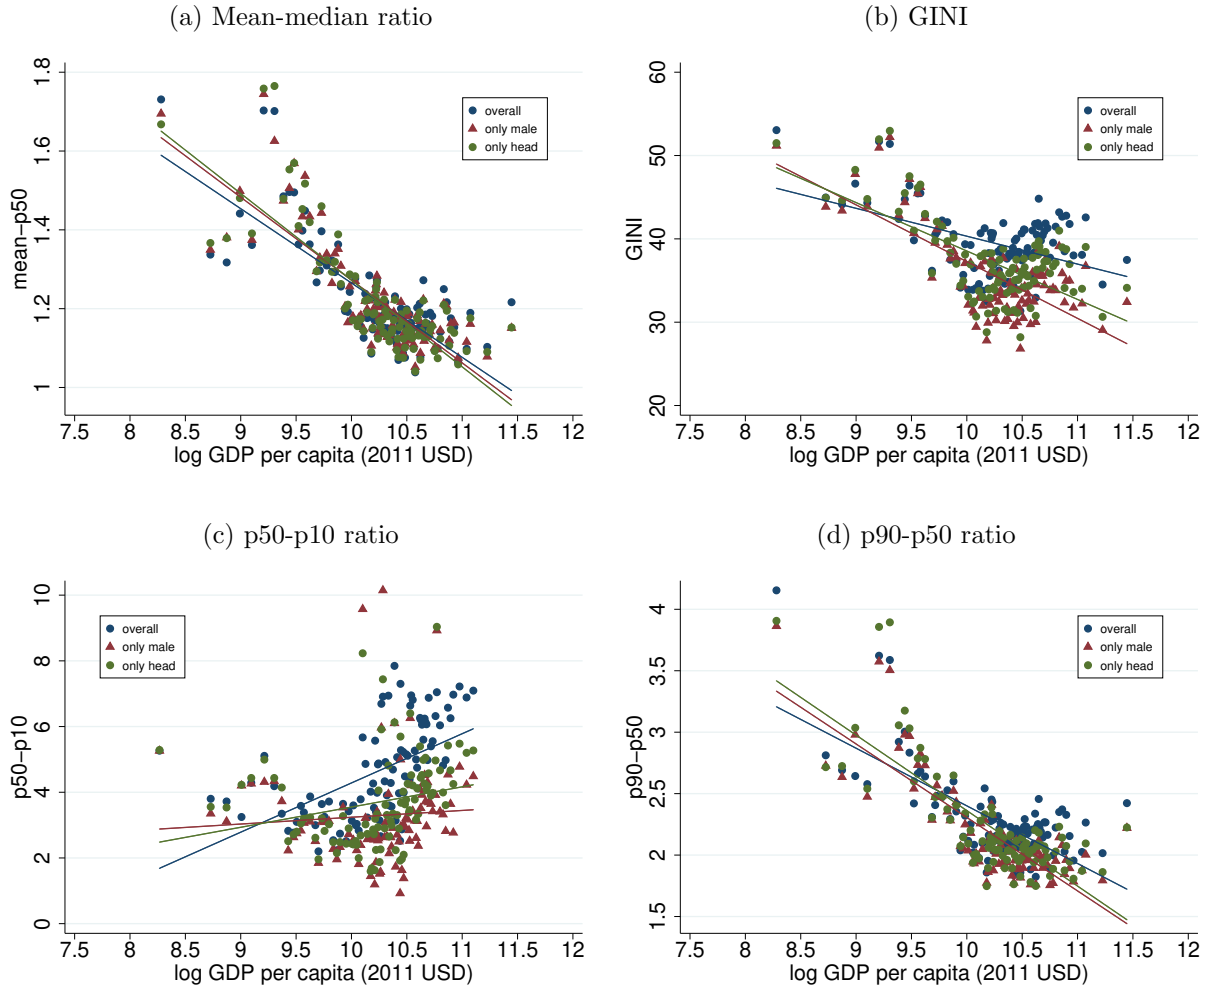 (a) Mean-median ratio
1.8
1.6
1.4
1.2
1
mean−p50
overall
only male
only head
7.5 8 8.5 9 9.5 10 10.5 11 11.5 12
log GDP per capita (2011 USD)
(b) GINI
60
50
40
30
20
GINI
overall
only male
only head
7.5 8 8.5 9 9.5 10 10.5 11 11.5 12
log GDP per capita (2011 USD)
(c) p50-p10 ratio
10
8
6
4
2
0
p50−p10
overall
only male
only head
7.5 8 8.5 9 9.5 10 10.5 11 11.5 12
log GDP per capita (2011 USD)
(d) p90-p50 ratio
4
3.5
3
2.5
2
1.5
p90−p50
overall
only male
only head
7.5 8 8.5 9 9.5 10 10.5 11 11.5 12
log GDP per capita (2011 USD)